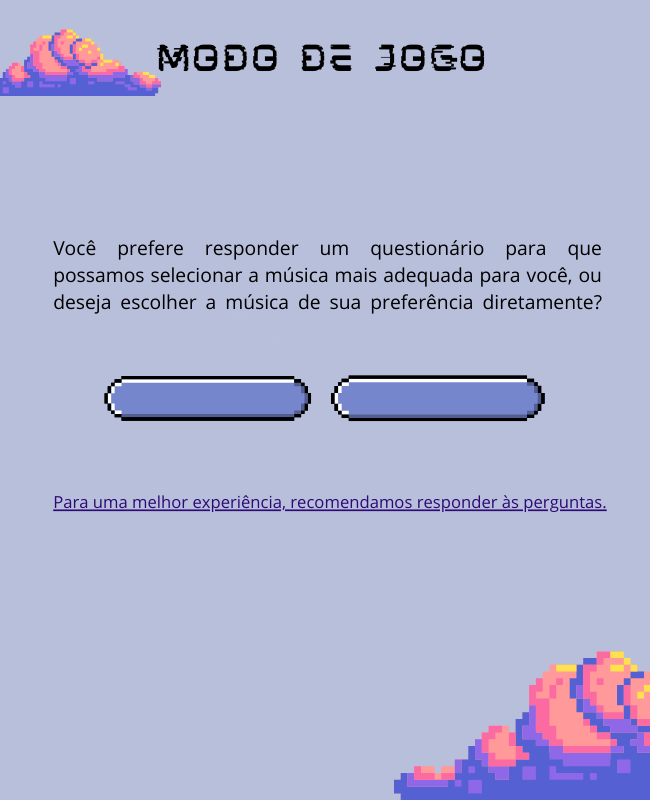 MODO DE JOGO
Você prefere responder um questionário para que
possamos selecionar a música mais adequada para você, ou
deseja escolher a música de sua preferência diretamente?
Para uma melhor experiência, recomendamos responder às perguntas.